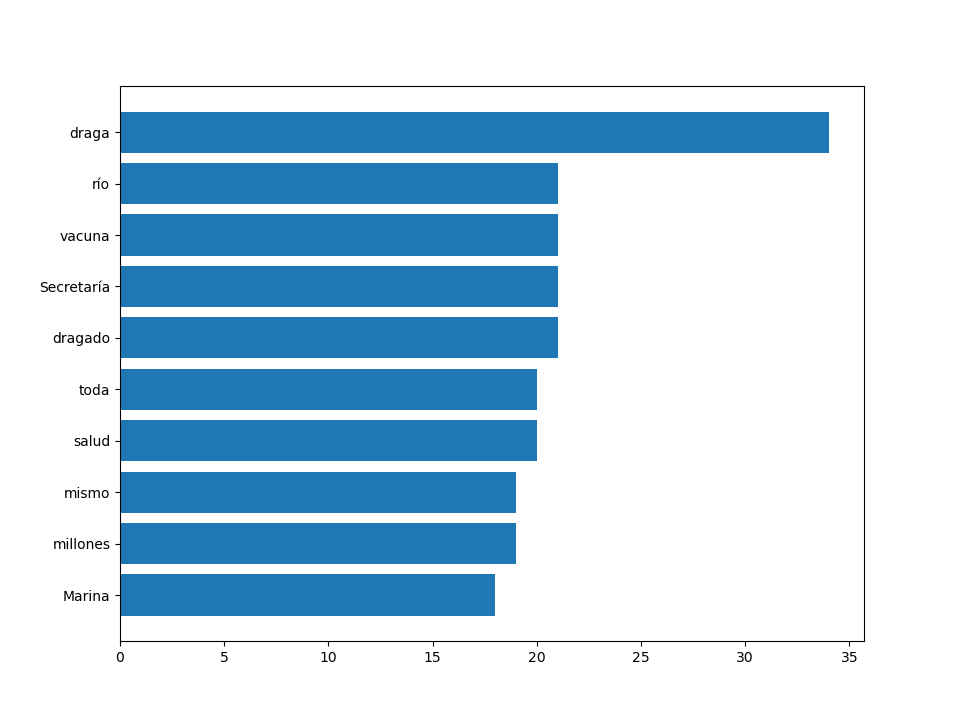 draga
río
vacuna
Secretaría
dragado
toda
salud
mismo
millones
Marina
0 5 10 15 20 25 30 35